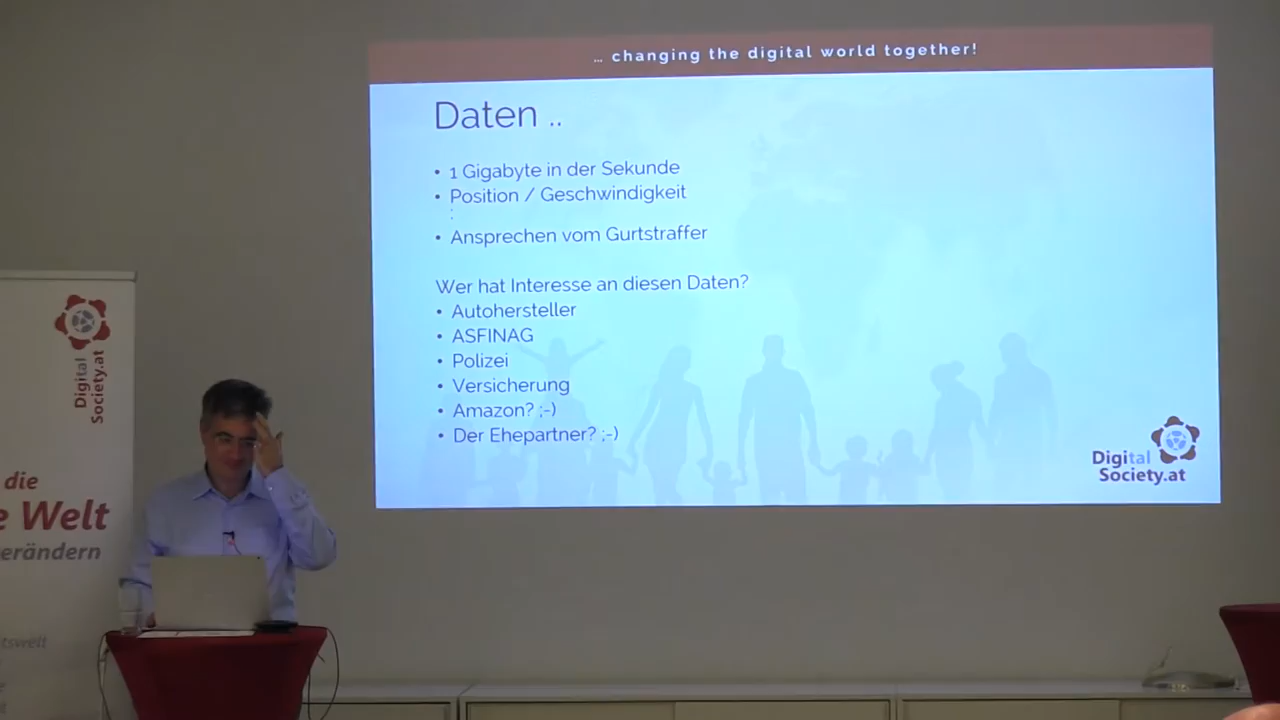 … changing the digital world together!
Daten ..
• 1 Gigabyte in der Sekunde
• Position / Geschwindigkeit
:
• Ansprechen vom Gurtstraffer
Wer hat Interesse an diesen Daten?
• Autohersteller
• ASFINAG
• Polizei
• Versicherung
• Amazon? ;-)
• Der Ehepartner? ;-)
Digital
Society.at
Digital
Society.at
die
e Welt
erändern
tswelt